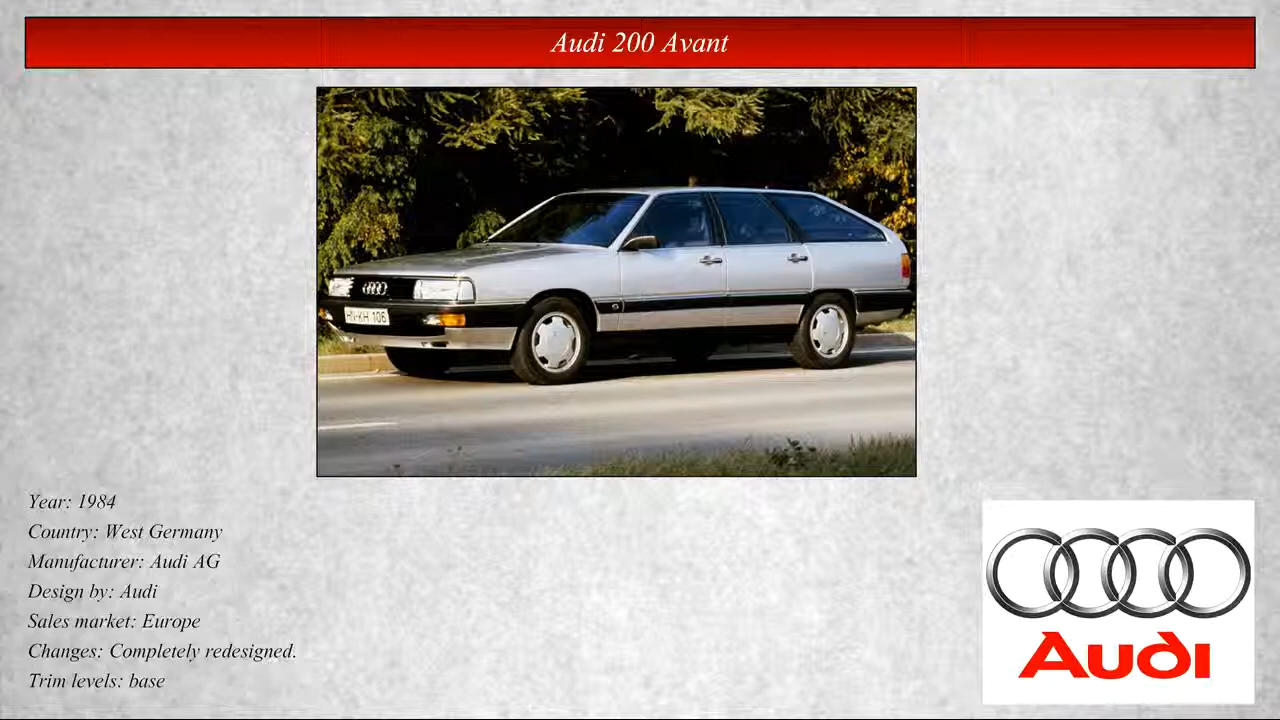 Audi 200 Avant
HN-KH 106
Year: 1984
Country: West Germany
Manufacturer: Audi AG
Design by: Audi
Sales market: Europe
Changes: Completely redesigned.
Trim levels: base
Audi